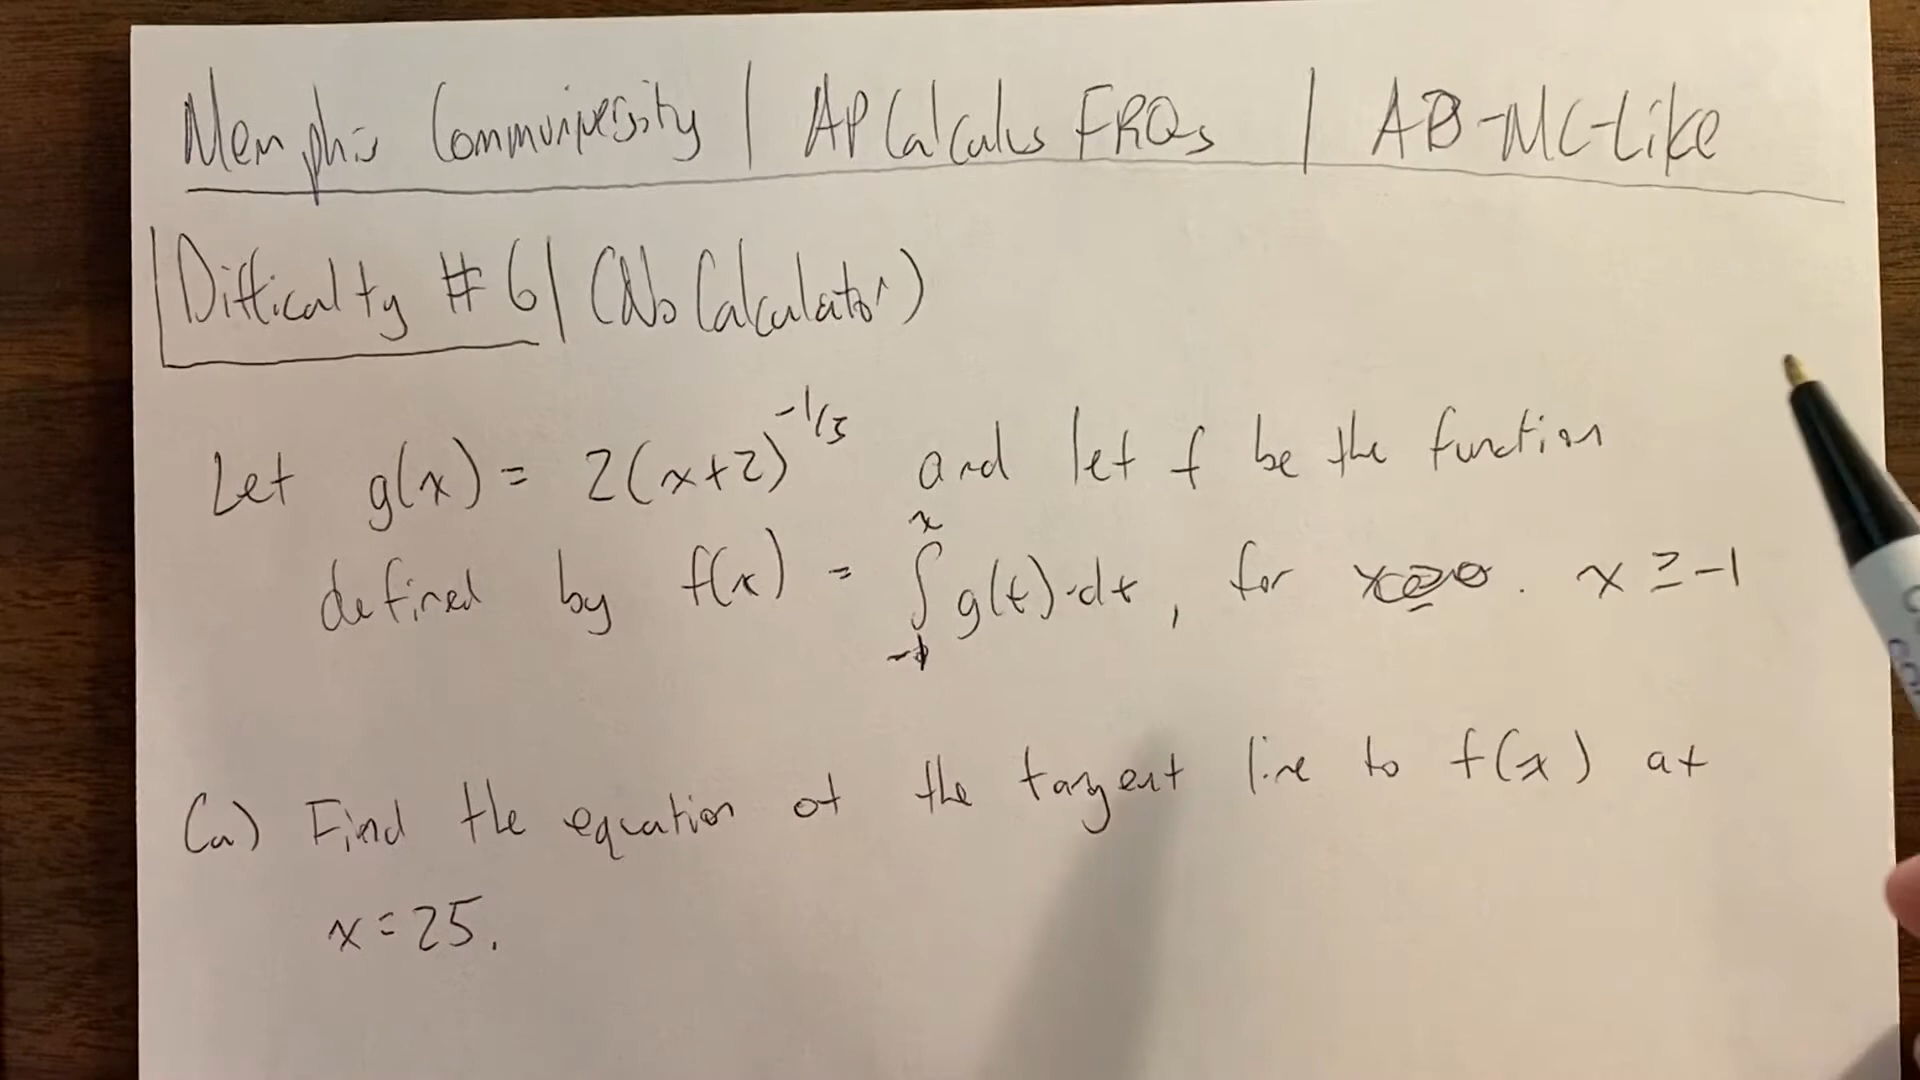 Memphis Communiversity | AP Calculus FRQs | AB-MC-Like
Difficulty #6 | (No Calculator)
Let g(x) = 2(x+2)^-1/3 and let f be the function
defined by f(x) = ∫_-1^x g(t)·dt, for x≥0. x ≥ -1
(a) Find the equation of the tangent line to f(x) at
x=25.